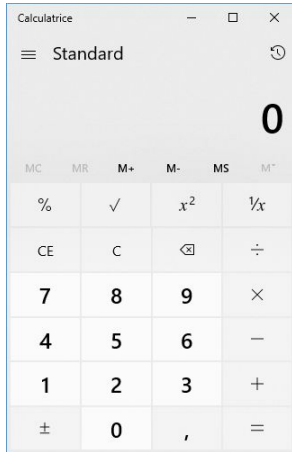 Calculatrice
Standard
0
MC MR M+ M- MS M˅
% √ x² ¹/x
CE C ÷
7 8 9 ×
4 5 6 −
1 2 3 +
± 0 , =